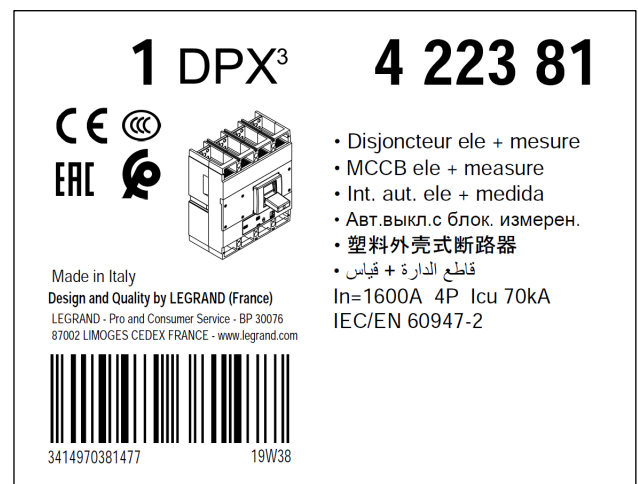 1 DPX³
4 223 81
CE
CCC
EAC
• Disjoncteur ele + mesure
• MCCB ele + measure
• Int. aut. ele + medida
• Авт.выкл.с блок. измерен.
• 塑料外壳式断路器
• قاطع الدارة + قياس
In=1600A 4P Icu 70kA
IEC/EN 60947-2
Made in Italy
Design and Quality by LEGRAND (France)
LEGRAND - Pro and Consumer Service - BP 30076
87002 LIMOGES CEDEX FRANCE - www.legrand.com
3414970381477
19W38